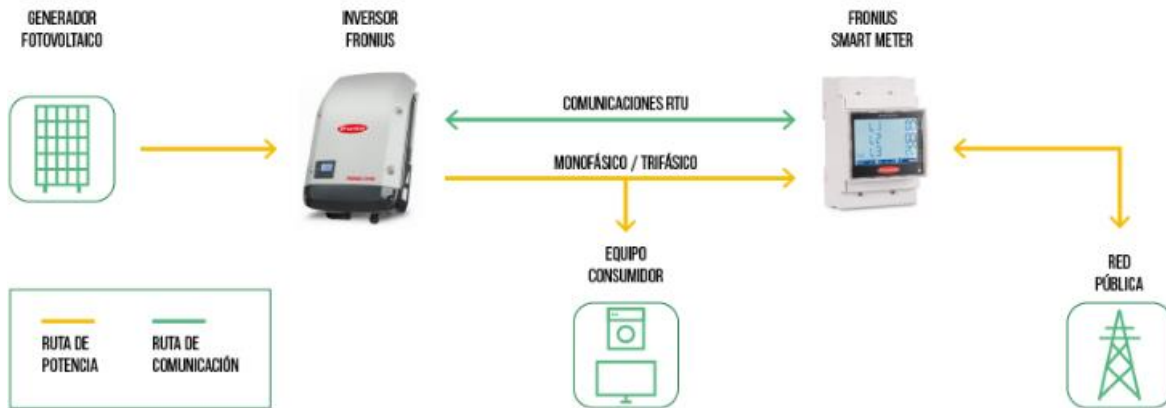 GENERADOR
FOTOVOLTAICO
INVERSOR
FRONIUS
FRONIUS
SMART METER
COMUNICACIONES RTU
MONOFÁSICO / TRIFÁSICO
EQUIPO
CONSUMIDOR
RED
PÚBLICA
RUTA DE
POTENCIA
RUTA DE
COMUNICACIÓN